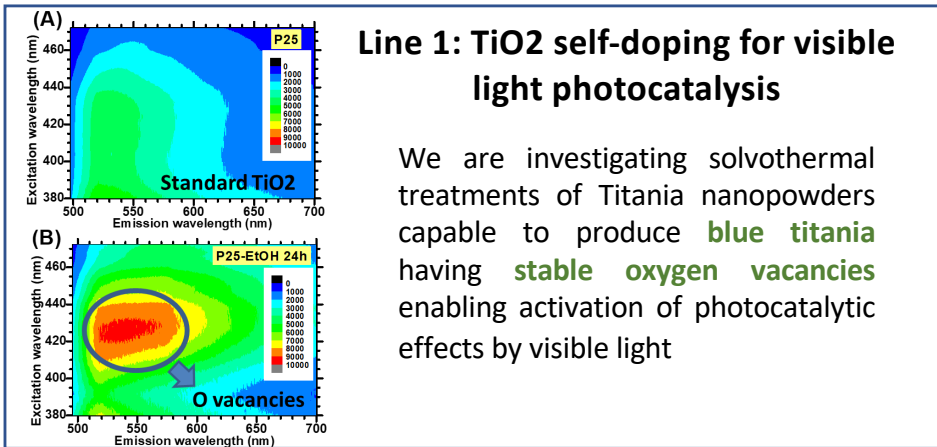 (A)
P25
Excitation wavelength (nm)
460
440
420
400
380
0
1000
2000
3000
4000
5000
6000
7000
8000
9000
10000
Standard TiO2
500
550
600
650
700
Emission wavelength (nm)
(B)
P25-EtOH 24h
Excitation wavelength (nm)
460
440
420
400
380
0
1000
2000
3000
4000
5000
6000
7000
8000
9000
10000
O vacancies
500
550
600
650
700
Emission wavelength (nm)
Line 1: TiO2 self-doping for visible
light photocatalysis
We are investigating solvothermal
treatments of Titania nanopowders
capable to produce blue titania
having stable oxygen vacancies
enabling activation of photocatalytic
effects by visible light